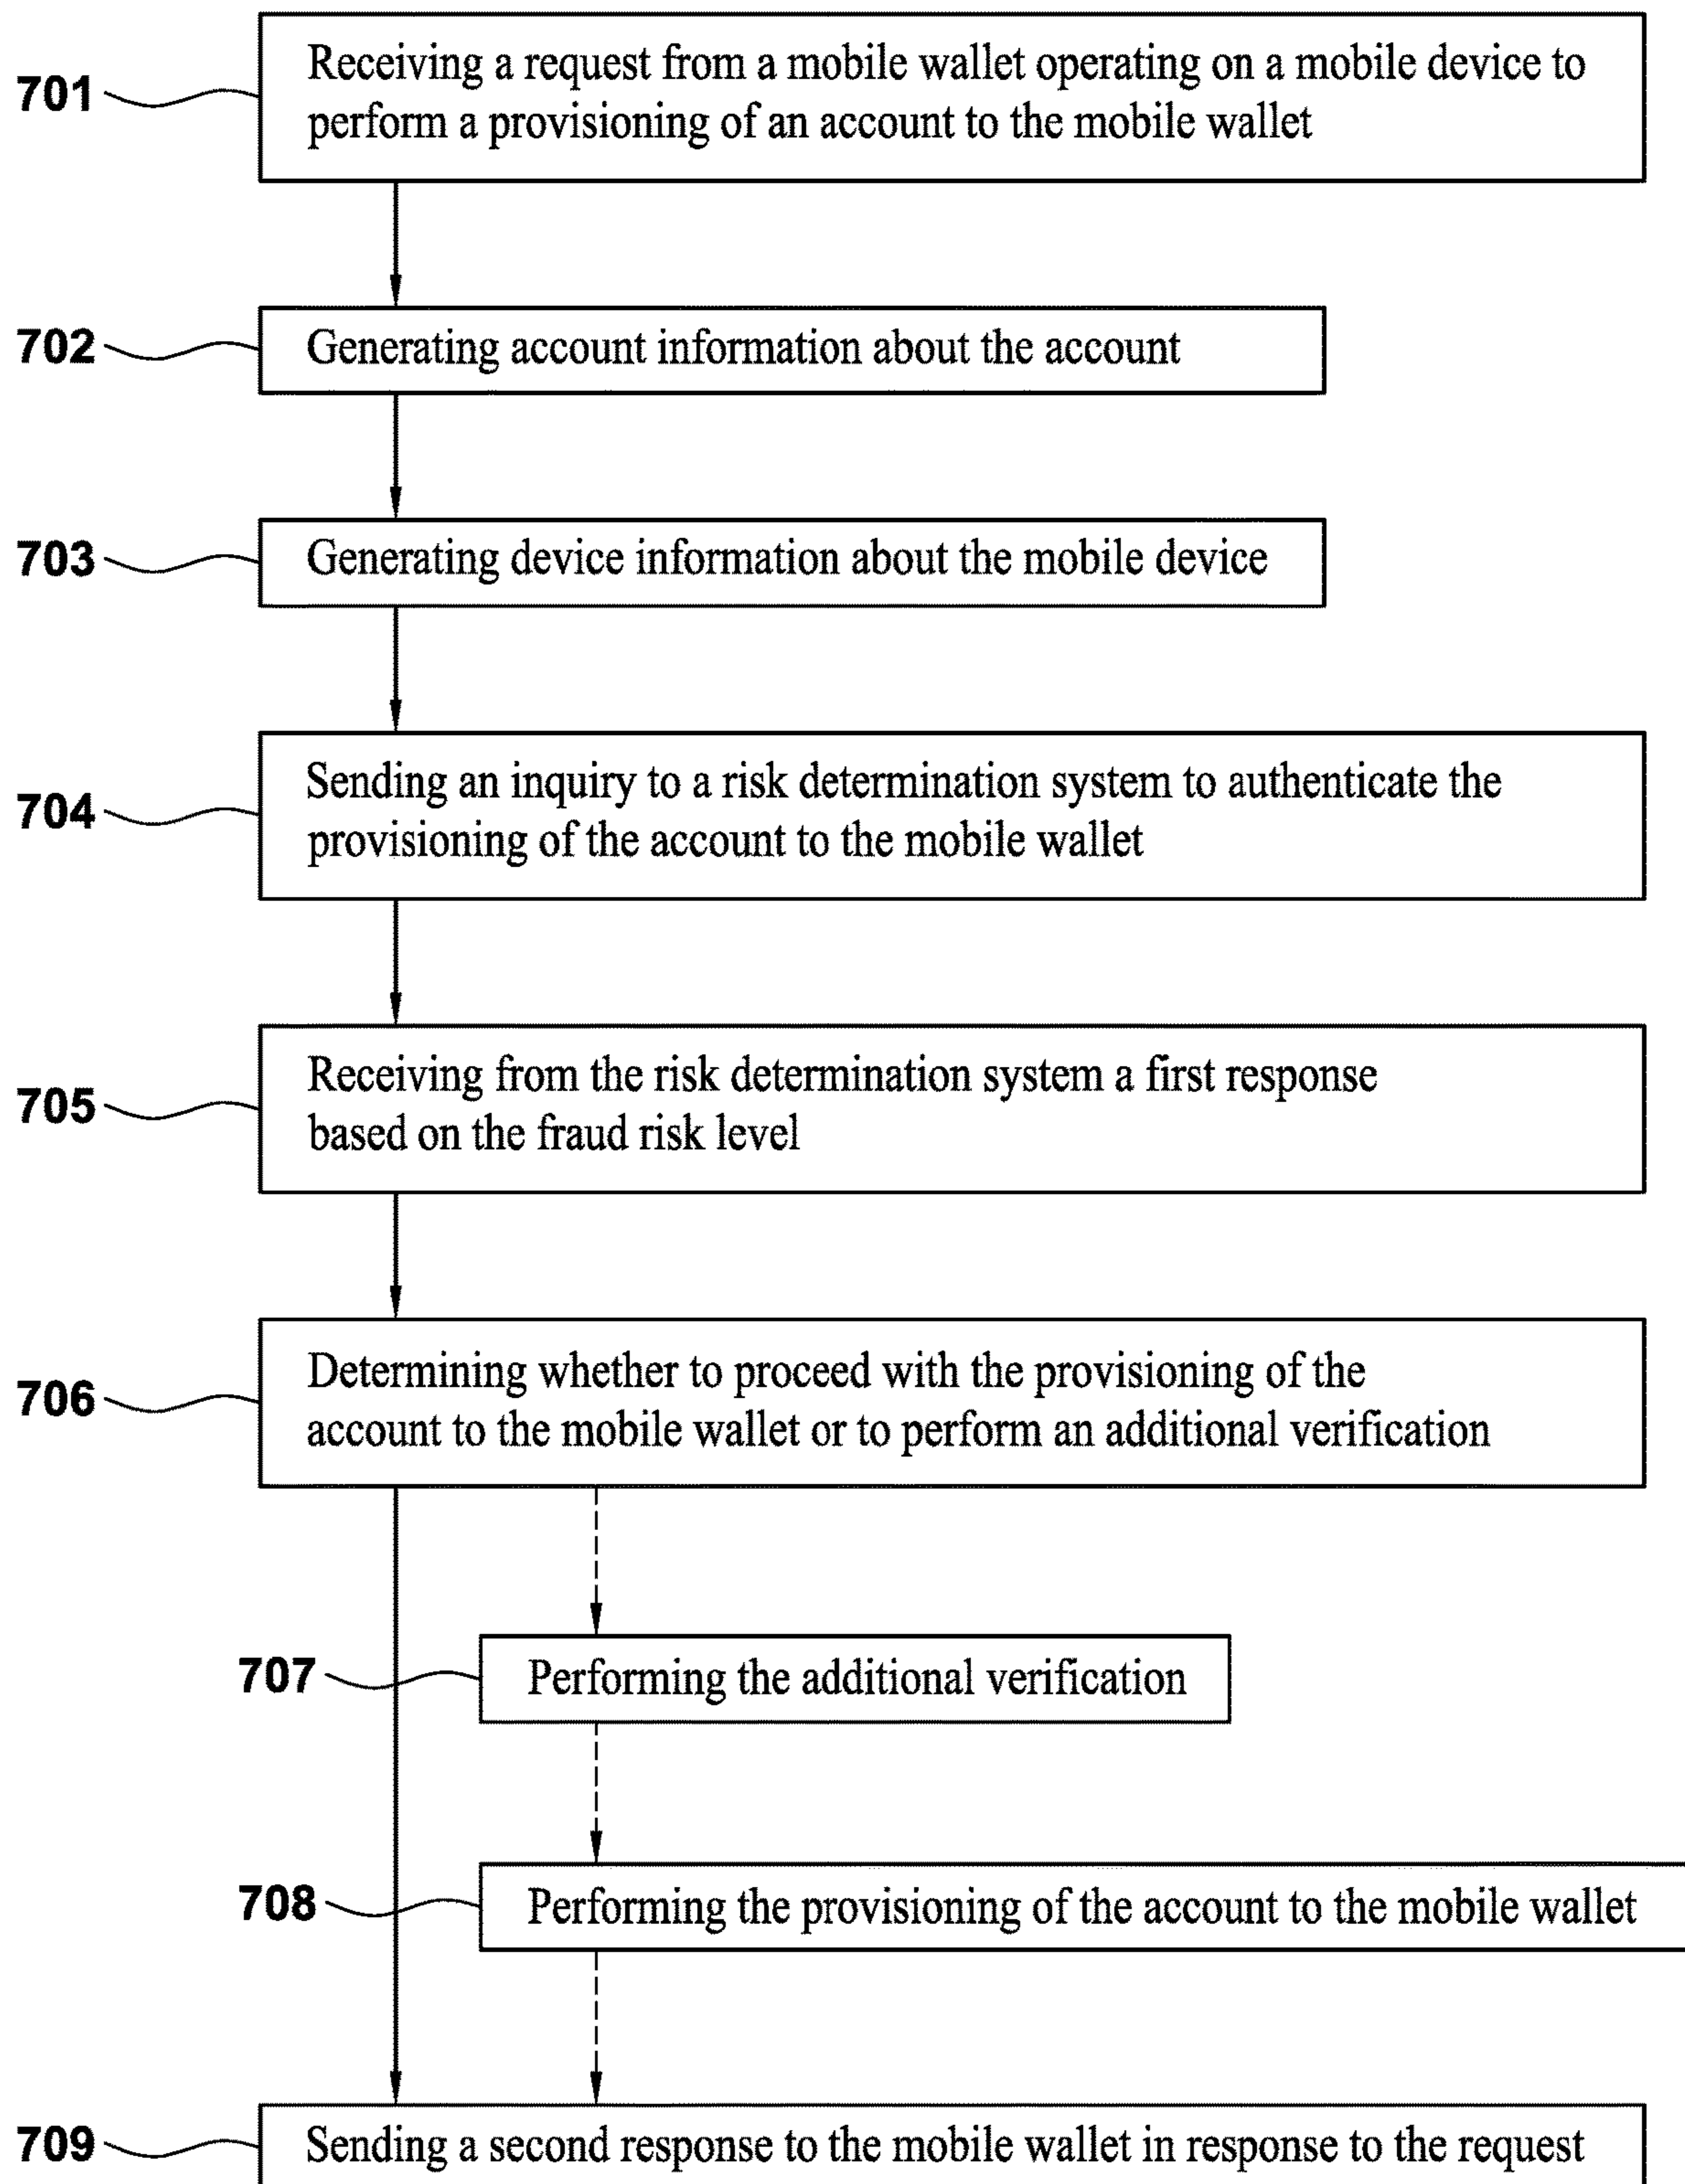 701
Receiving a request from a mobile wallet operating on a mobile device to
perform a provisioning of an account to the mobile wallet
702
Generating account information about the account
703
Generating device information about the mobile device
704
Sending an inquiry to a risk determination system to authenticate the
provisioning of the account to the mobile wallet
705
Receiving from the risk determination system a first response
based on the fraud risk level
706
Determining whether to proceed with the provisioning of the
account to the mobile wallet or to perform an additional verification
707
Performing the additional verification
708
Performing the provisioning of the account to the mobile wallet
709
Sending a second response to the mobile wallet in response to the request